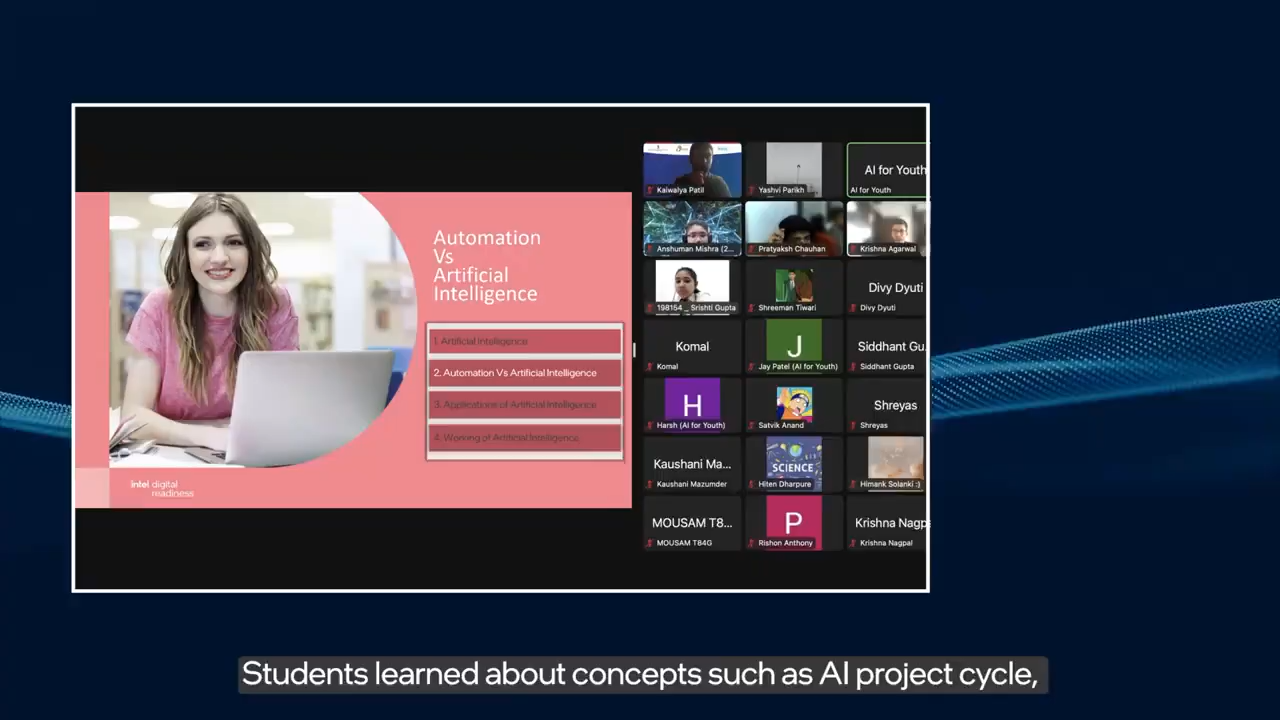 Automation
Vs
Artificial
Intelligence
1. Artificial Intelligence
2. Automation Vs Artificial Intelligence
3. Applications of Artificial Intelligence
4. Working of Artificial Intelligence
intel digital
readiness
Kaiwalya Patil
Yashvi Parikh
AI for Youth
AI for Youth
Anshuman Mishra (2...
Pratyaksh Chauhan
Krishna Agarwal
198154 _ Srishti Gupta
Shreeman Tiwari
Divy Dyuti
Divy Dyuti
Komal
Komal
J
Jay Patel (AI for Youth)
Siddhant Gu.
Siddhant Gupta
H
Harsh (AI for Youth)
Satvik Anand
Shreyas
Shreyas
Kaushani Ma...
Kaushani Mazumder
SCIENCE
Hiten Dharpure
Himank Solanki :)
MOUSAM T8...
MOUSAM T84G
P
Rishon Anthony
Krishna Nagp
Krishna Nagpal
Students learned about concepts such as AI project cycle,